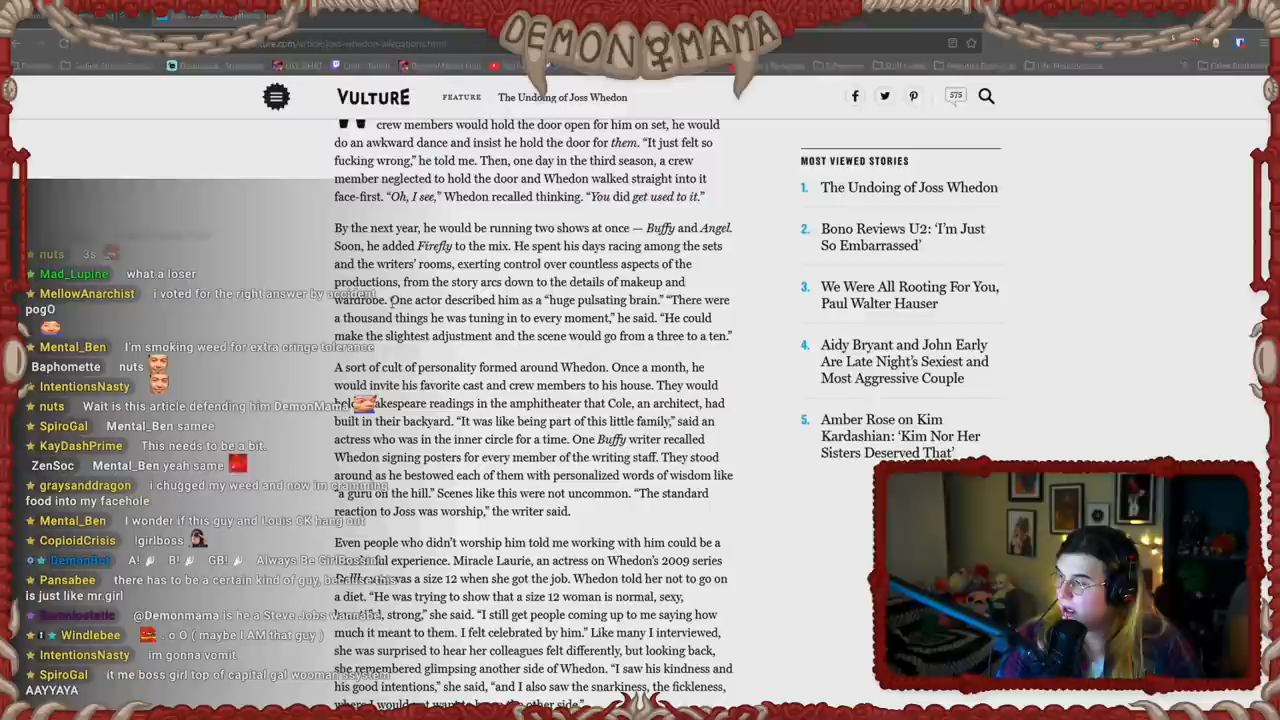 DEMON MAMA
VULTURE
FEATURE
The Undoing of Joss Whedon
575
crew members would hold the door open for him on set, he would
do an awkward dance and insist he hold the door for them. “It just felt so
fucking wrong,” he told me. Then, one day in the third season, a crew
member neglected to hold the door and Whedon walked straight into it
face-first. “Oh, I see,” Whedon recalled thinking. “You did get used to it.”
By the next year, he would be running two shows at once — Buffy and Angel.
Soon, he added Firefly to the mix. He spent his days racing among the sets
and the writers’ rooms, exerting control over countless aspects of the
productions, from the story arcs down to the details of makeup and
wardrobe. One actor described him as a “huge pulsating brain.” “There were
a thousand things he was tuning in to every moment,” he said. “He could
make the slightest adjustment and the scene would go from a three to a ten.”
A sort of cult of personality formed around Whedon. Once a month, he
would invite his favorite cast and crew members to his house. They would
Shakespeare readings in the amphitheater that Cole, an architect, had
built in their backyard. “It was like being part of this little family,” said an
actress who was in the inner circle for a time. One Buffy writer recalled
Whedon signing posters for every member of the writing staff. They stood
around as he bestowed each of them with personalized words of wisdom like
“a guru on the hill.” Scenes like this were not uncommon. “The standard
reaction to Joss was worship,” the writer said.
Even people who didn’t worship him told me working with him could be a
experience. Miracle Laurie, an actress on Whedon’s 2009 series
was a size 12 when she got the job. Whedon told her not to go on
a diet. “He was trying to show that a size 12 woman is normal, sexy,
strong,” she said. “I still get people coming up to me saying how
much it meant to them. I felt celebrated by him.” Like many I interviewed,
she was surprised to hear her colleagues felt differently, but looking back,
she remembered glimpsing another side of Whedon. “I saw his kindness and
his good intentions,” she said, “and I also saw the snarkiness, the fickleness,
MOST VIEWED STORIES
1. The Undoing of Joss Whedon
2. Bono Reviews U2: ‘I’m Just
So Embarrassed’
3. We Were All Rooting For You,
Paul Walter Hauser
4. Aidy Bryant and John Early
Are Late Night’s Sexiest and
Most Aggressive Couple
5. Amber Rose on Kim
Kardashian: ‘Kim Nor Her
Sisters Deserved That’
nuts 3s
Mad_Lupine what a loser
MellowAnarchist i voted for the right answer by accident
pogO
Mental_Ben I'm smoking weed for extra cringe tolerance
Baphomette nuts
IntentionsNasty
nuts Wait is this article defending him DemonMama
SpiroGal Mental_Ben samee
KayDashPrime This needs to be a bit.
ZenSoc Mental_Ben yeah same
graysanddragon i chugged my weed and now im cramming
food into my facehole
Mental_Ben I wonder if this guy and Louis CK hang out
CopioidCrisis !girlboss
DemonBot A! B! GB! Always Be GirlBossin
Pansabee there has to be a certain kind of guy, because this
is just like mr.girl
@Demonmama is he a Steve Jobs wannabe
Windlebee . o O ( maybe I AM that guy )
IntentionsNasty im gonna vomit
SpiroGal it me boss girl top of capital gal wooman ssystem
AAYYAYA